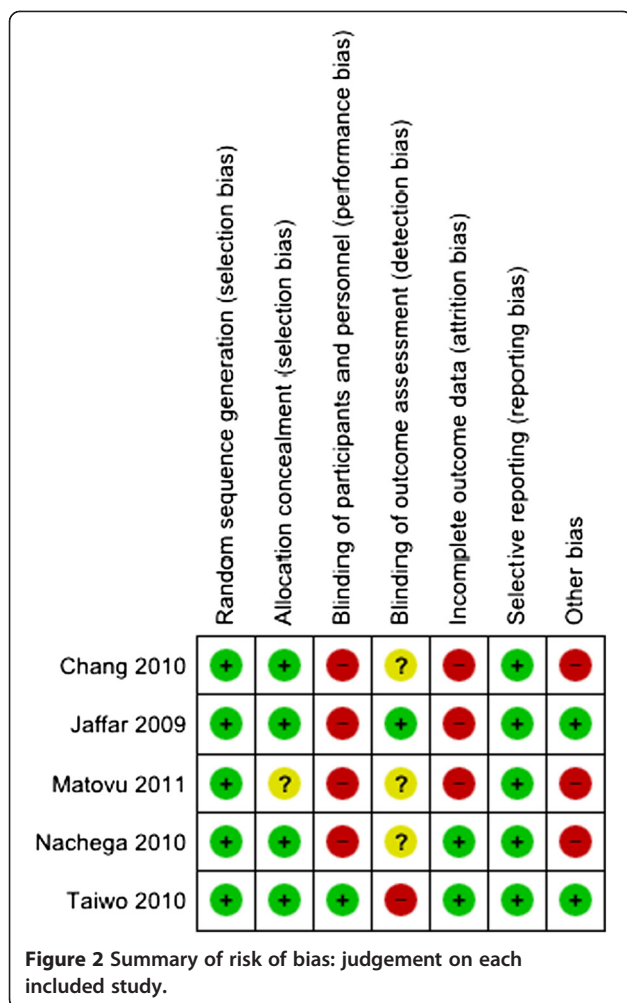 Random sequence generation (selection bias)
Allocation concealment (selection bias)
Blinding of participants and personnel (performance bias)
Blinding of outcome assessment (detection bias)
Incomplete outcome data (attrition bias)
Selective reporting (reporting bias)
Other bias
Chang 2010 + + - ? - + -
Jaffar 2009 + + - + - + +
Matovu 2011 + ? - ? - + -
Nachega 2010 + + - ? + + -
Taiwo 2010 + + + - + + +
Figure 2 Summary of risk of bias: judgement on each
included study.